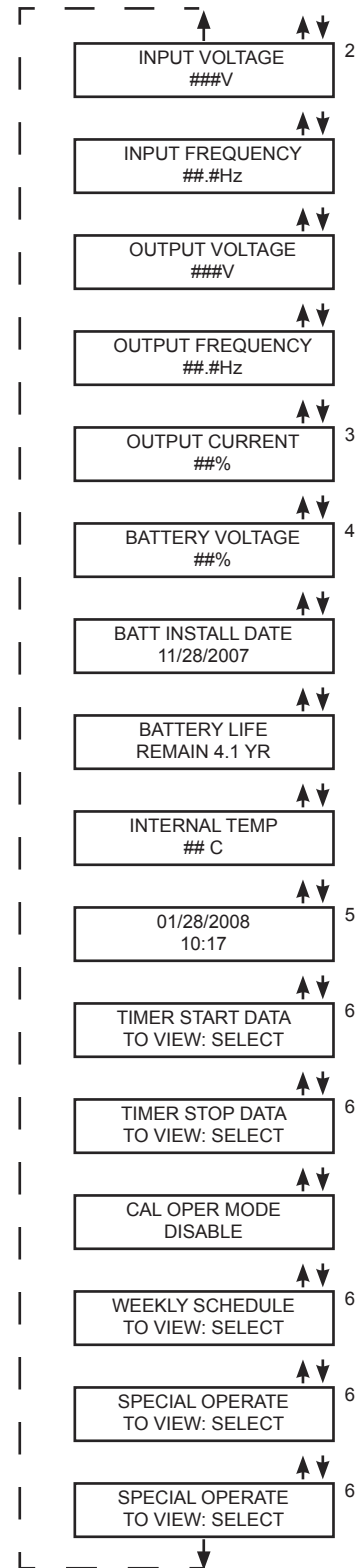 INPUT VOLTAGE 2
###V
INPUT FREQUENCY
##.#Hz
OUTPUT VOLTAGE
###V
OUTPUT FREQUENCY
##.#Hz
OUTPUT CURRENT 3
##%
BATTERY VOLTAGE 4
##%
BATT INSTALL DATE
11/28/2007
BATTERY LIFE
REMAIN 4.1 YR
INTERNAL TEMP
## C
01/28/2008 5
10:17
TIMER START DATA 6
TO VIEW: SELECT
TIMER STOP DATA 6
TO VIEW: SELECT
CAL OPER MODE
DISABLE
WEEKLY SCHEDULE 6
TO VIEW: SELECT
SPECIAL OPERATE 6
TO VIEW: SELECT
SPECIAL OPERATE 6
TO VIEW: SELECT